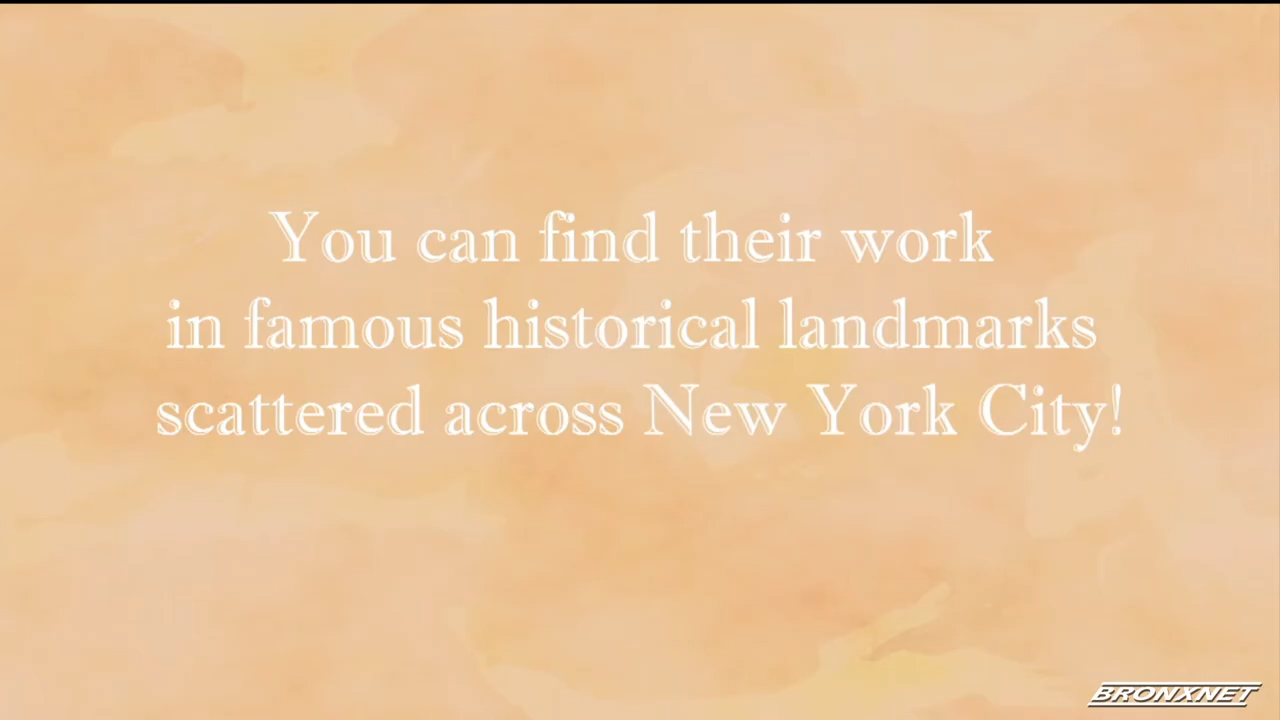 You can find their work
in famous historical landmarks
scattered across New York City!
BRONXNET